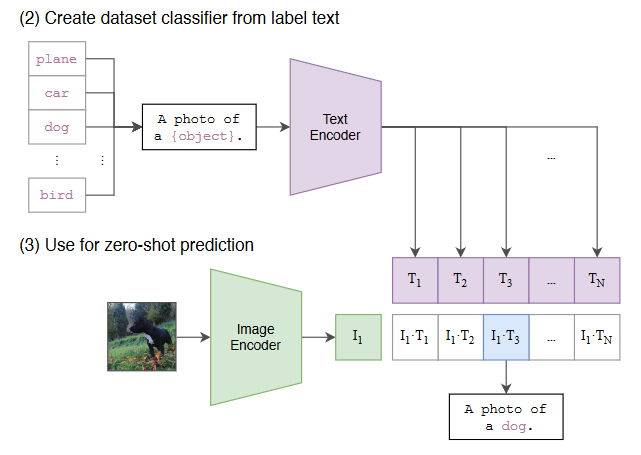 (2) Create dataset classifier from label text
plane
car
dog
⋮
⋮
bird
A photo of
a {object}.
Text
Encoder
...
(3) Use for zero-shot prediction
T1
T2
T3
...
TN
Image
Encoder
I1
I1·T1
I1·T2
I1·T3
...
I1·TN
A photo of
a dog.